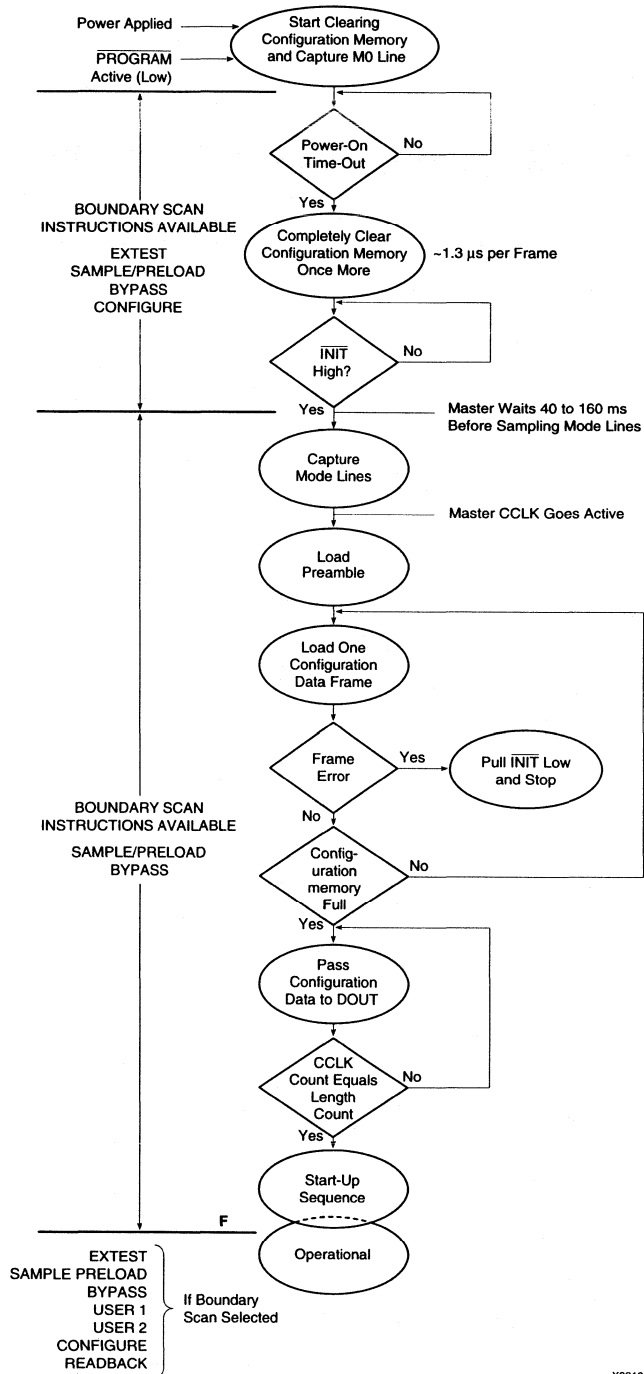 Power Applied
PROGRAM
Active (Low)
Start Clearing
Configuration Memory
and Capture M0 Line
Power-On
Time-Out
No
Yes
BOUNDARY SCAN
INSTRUCTIONS AVAILABLE
EXTEST
SAMPLE/PRELOAD
BYPASS
CONFIGURE
Completely Clear
Configuration Memory
Once More
~1.3 µs per Frame
INIT
High?
No
Yes
Master Waits 40 to 160 ms
Before Sampling Mode Lines
Capture
Mode Lines
Master CCLK Goes Active
Load
Preamble
Load One
Configuration
Data Frame
Frame
Error
Yes
Pull INIT Low
and Stop
No
BOUNDARY SCAN
INSTRUCTIONS AVAILABLE
SAMPLE/PRELOAD
BYPASS
Config-
uration
memory
Full
No
Yes
Pass
Configuration
Data to DOUT
CCLK
Count Equals
Length
Count
No
Yes
Start-Up
Sequence
F
Operational
EXTEST
SAMPLE PRELOAD
BYPASS
USER 1
USER 2
CONFIGURE
READBACK
If Boundary
Scan Selected